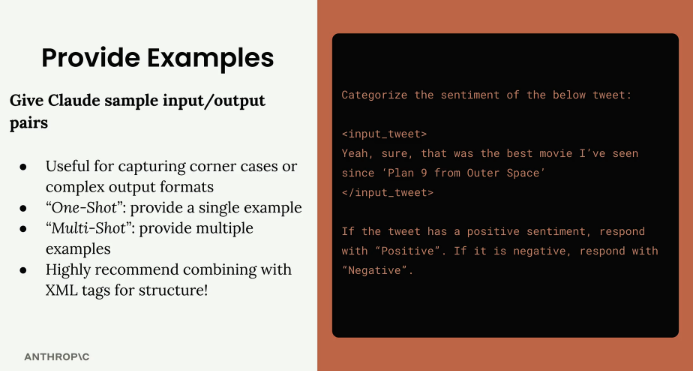 Provide Examples
Give Claude sample input/output
pairs
● Useful for capturing corner cases or
complex output formats
● “One-Shot”: provide a single example
● “Multi-Shot”: provide multiple
examples
● Highly recommend combining with
XML tags for structure!
ANTHROP\C
Categorize the sentiment of the below tweet:
<input_tweet>
Yeah, sure, that was the best movie I've seen
since ‘Plan 9 from Outer Space’
</input_tweet>
If the tweet has a positive sentiment, respond
with “Positive”. If it is negative, respond with
“Negative”.